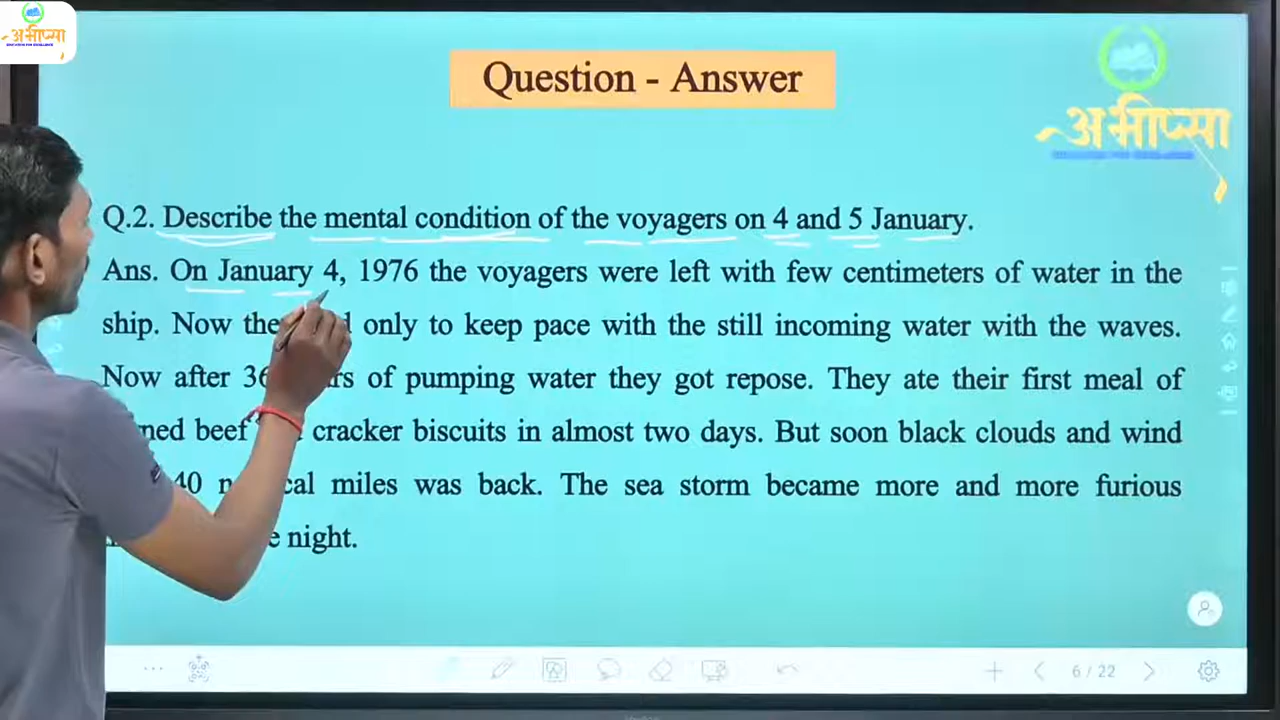 अभीप्सा
Question - Answer
अभीप्सा
Q.2. Describe the mental condition of the voyagers on 4 and 5 January.
Ans. On January 4, 1976 the voyagers were left with few centimeters of water in the
ship. Now only to keep pace with the still incoming water with the waves.
Now after of pumping water they got repose. They ate their first meal of
beef cracker biscuits in almost two days. But soon black clouds and wind
40 miles was back. The sea storm became more and more furious
night.
6 / 22